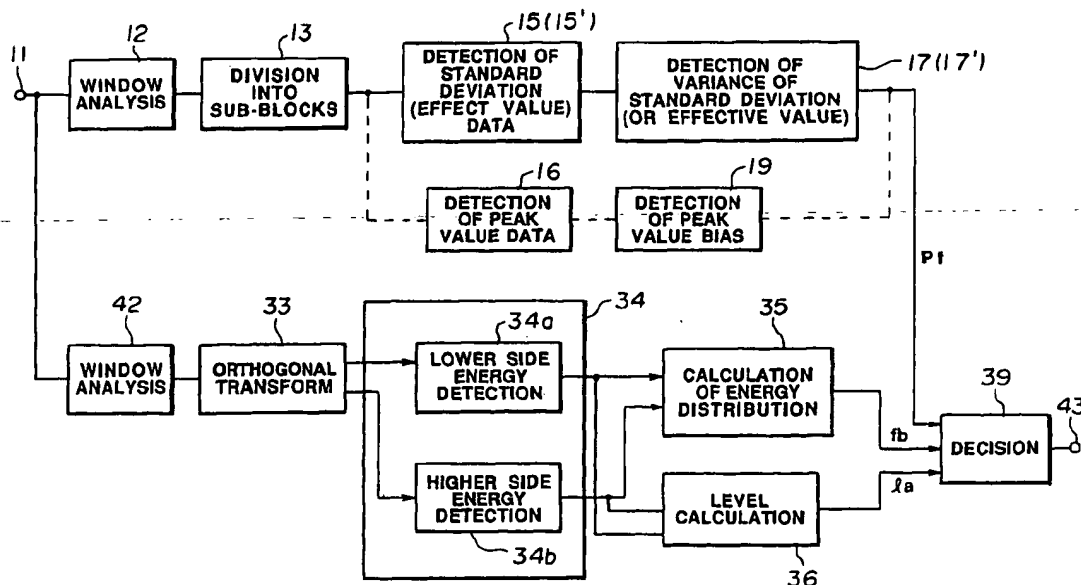 11
12
WINDOW
ANALYSIS
13
DIVISION
INTO
SUB-BLOCKS
15(15')
DETECTION OF
STANDARD
DEVIATION
(EFFECT VALUE)
DATA
17(17')
DETECTION OF
VARIANCE OF
STANDARD DEVIATION
(OR EFFECTIVE VALUE)
16
DETECTION
OF PEAK
VALUE DATA
19
DETECTION
OF PEAK
VALUE BIAS
Pf
42
WINDOW
ANALYSIS
33
ORTHOGONAL
TRANSFORM
34
34a
LOWER SIDE
ENERGY
DETECTION
HIGHER SIDE
ENERGY
DETECTION
34b
35
CALCULATION
OF ENERGY
DISTRIBUTION
fb
LEVEL
CALCULATION
36
la
39
DECISION
43